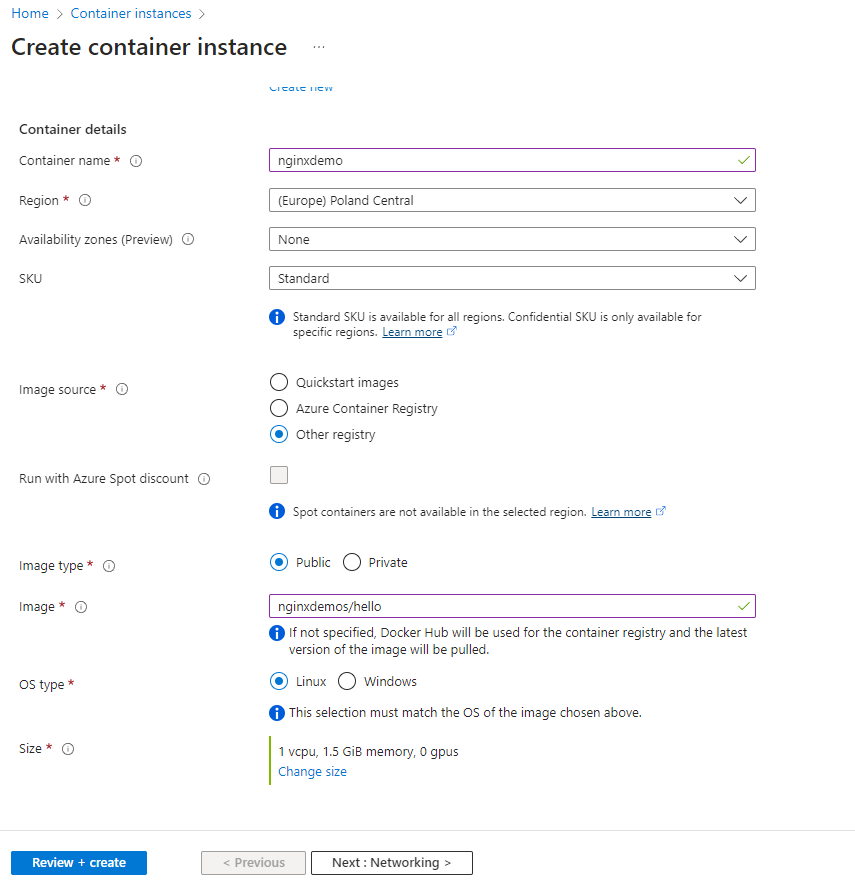 Home > Container instances >
Create container instance ...
Create new
Container details
Container name *
nginxdemo
Region *
(Europe) Poland Central
Availability zones (Preview)
None
SKU
Standard
Standard SKU is available for all regions. Confidential SKU is only available for
specific regions. Learn more
Image source *
Quickstart images
Azure Container Registry
Other registry
Run with Azure Spot discount
Spot containers are not available in the selected region. Learn more
Image type *
Public Private
Image *
nginxdemos/hello
If not specified, Docker Hub will be used for the container registry and the latest
version of the image will be pulled.
OS type *
Linux Windows
This selection must match the OS of the image chosen above.
Size *
1 vcpu, 1.5 GiB memory, 0 gpus
Change size
Review + create < Previous Next : Networking >